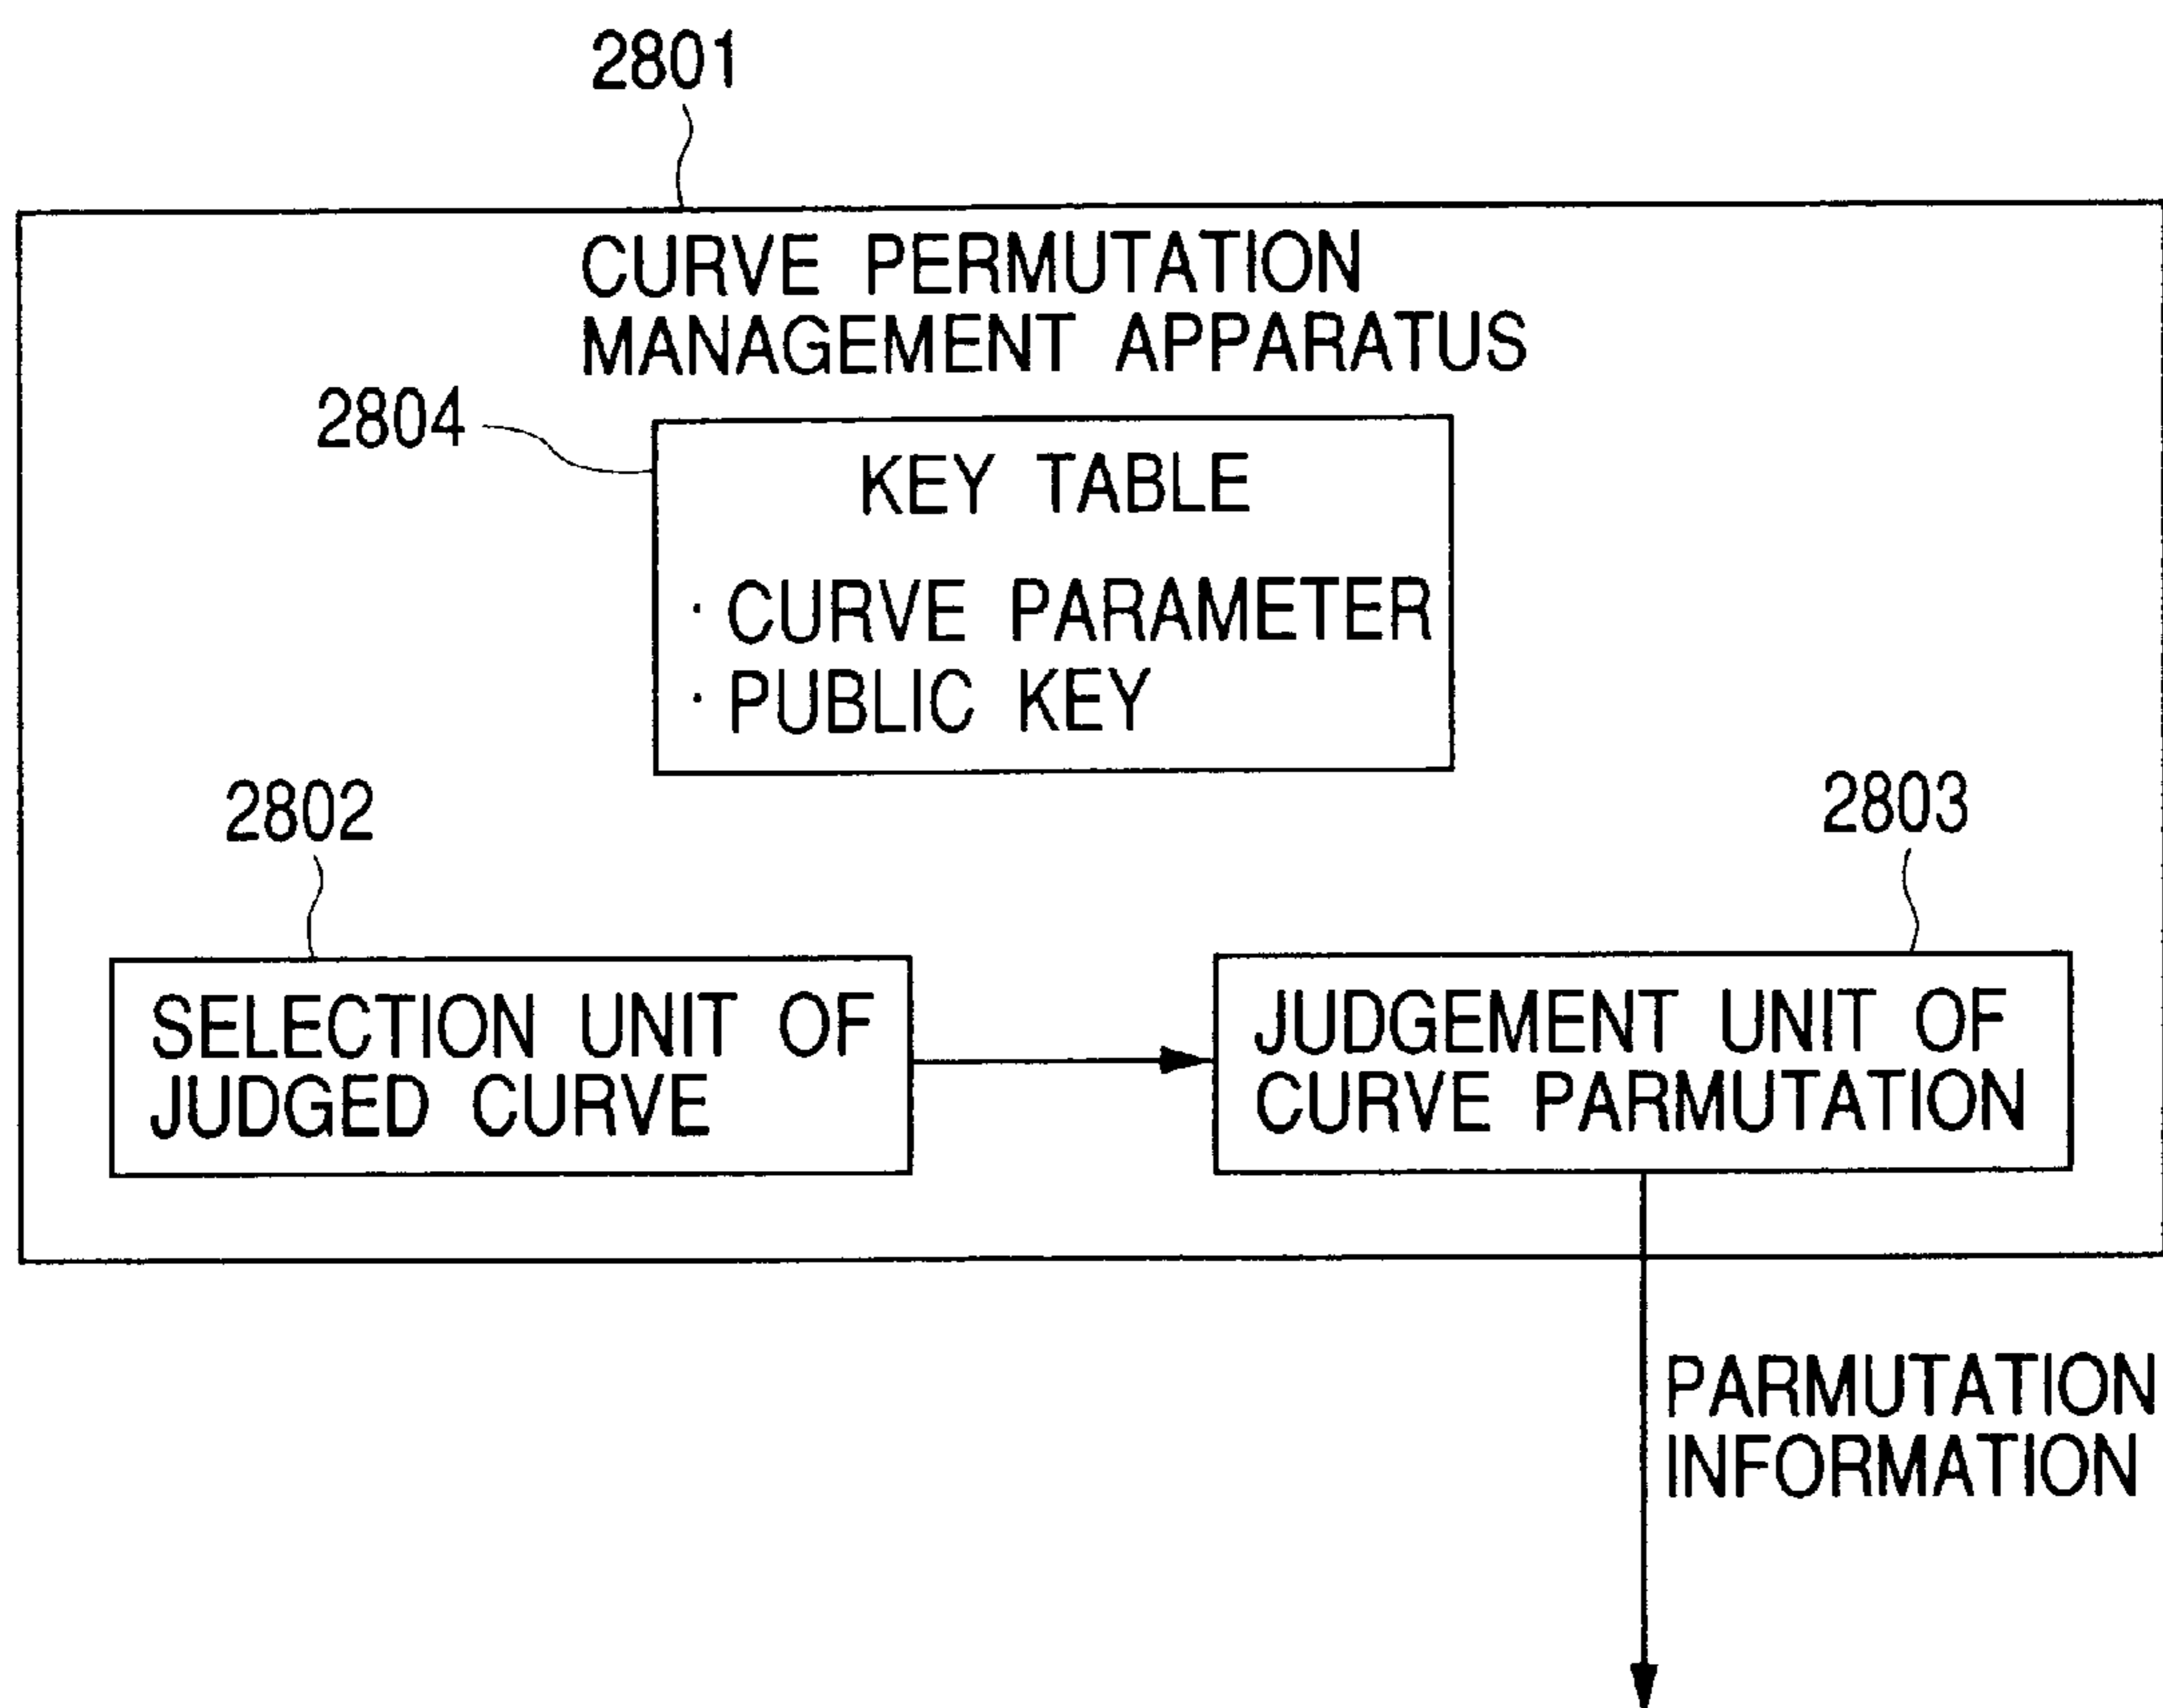 2801
CURVE PERMUTATION
MANAGEMENT APPARATUS
2804
KEY TABLE
· CURVE PARAMETER
· PUBLIC KEY
2802
2803
SELECTION UNIT OF
JUDGED CURVE
JUDGEMENT UNIT OF
CURVE PARMUTATION
PARMUTATION
INFORMATION